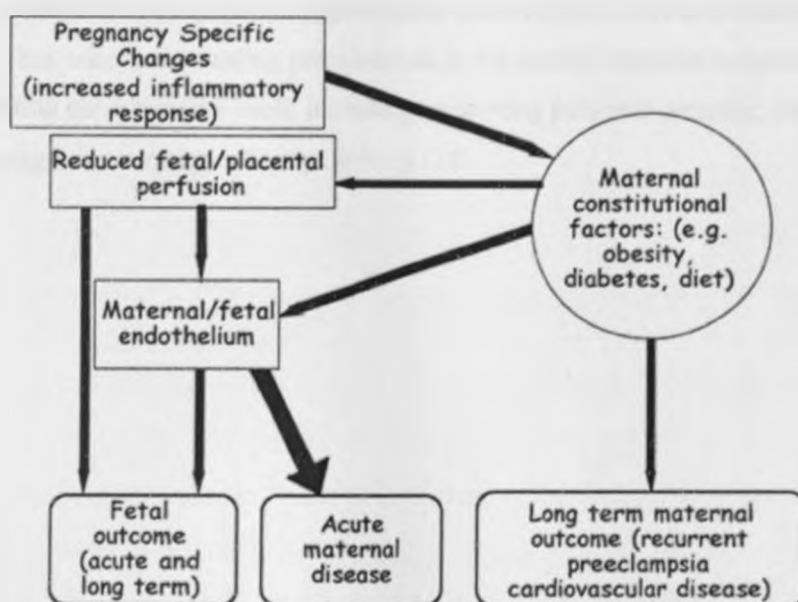 Pregnancy Specific
Changes
(increased inflammatory
response)
Reduced fetal/placental
perfusion
Maternal
constitutional
factors: (e.g.
obesity,
diabetes, diet)
Maternal/fetal
endothelium
Fetal
outcome
(acute and
long term)
Acute
maternal
disease
Long term maternal
outcome (recurrent
preeclampsia
cardiovascular disease)